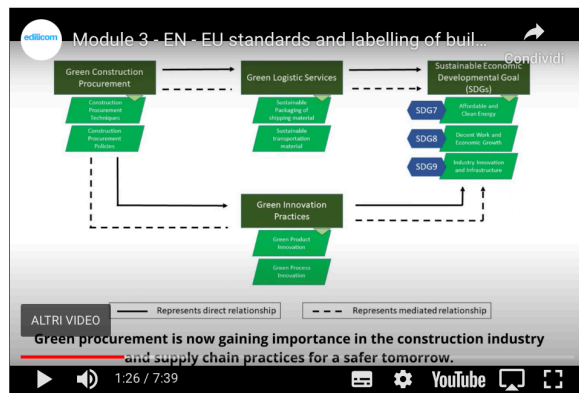 edilicom
Module 3 - EN - EU standards and labelling of buil...
Condividi
Green Construction
Procurement
Construction
Procurement
Techniques
Construction
Procurement
Policies
Green Logistic Services
Sustainable
Packaging of
shipping material
Sustainable
transportation
material
Sustainable Economic
Developmental Goal
(SDGs)
SDG7
Affordable and
Clean Energy
SDG8
Decent Work and
Economic Growth
SDG9
Industry Innovation
and Infrastructure
Green Innovation
Practices
Green Product
Innovation
Green Process
Innovation
Represents direct relationship
Represents mediated relationship
ALTRI VIDEO
Green procurement is now gaining importance in the construction industry
and supply chain practices for a safer tomorrow.
1:26 / 7:39
YouTube